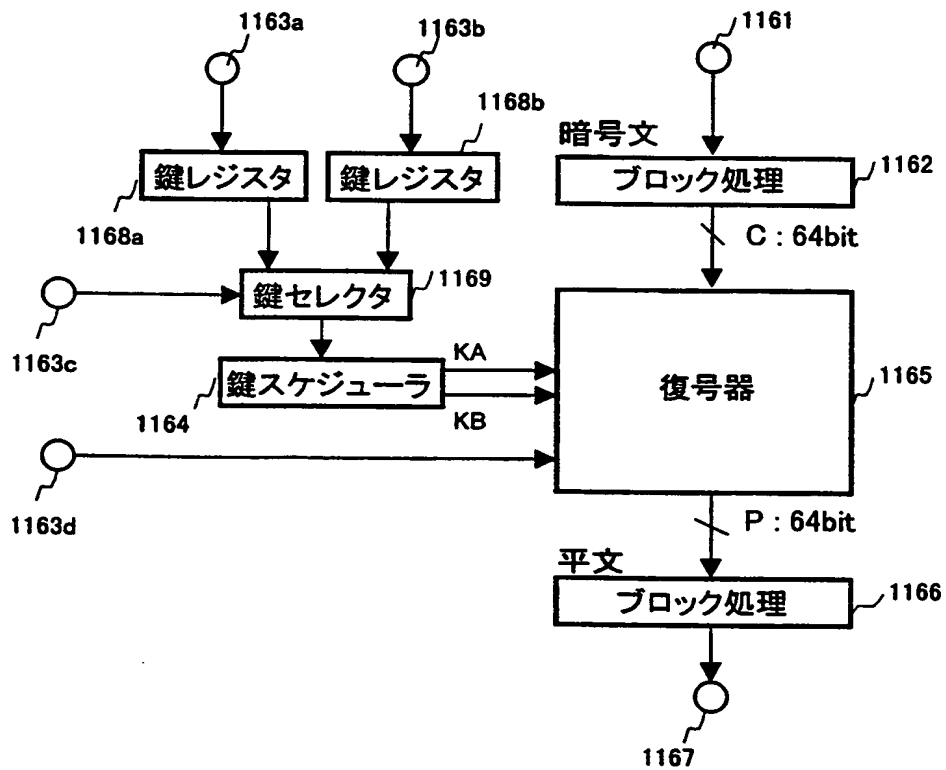 1163a
1163b
1161
1168b
暗号文
鍵レジスタ
鍵レジスタ
ブロック処理
1162
1168a
C : 64bit
鍵セレクタ
1169
1163c
KA
鍵スケジューラ
復号器
1165
1164
KB
1163d
P : 64bit
平文
ブロック処理
1166
1167